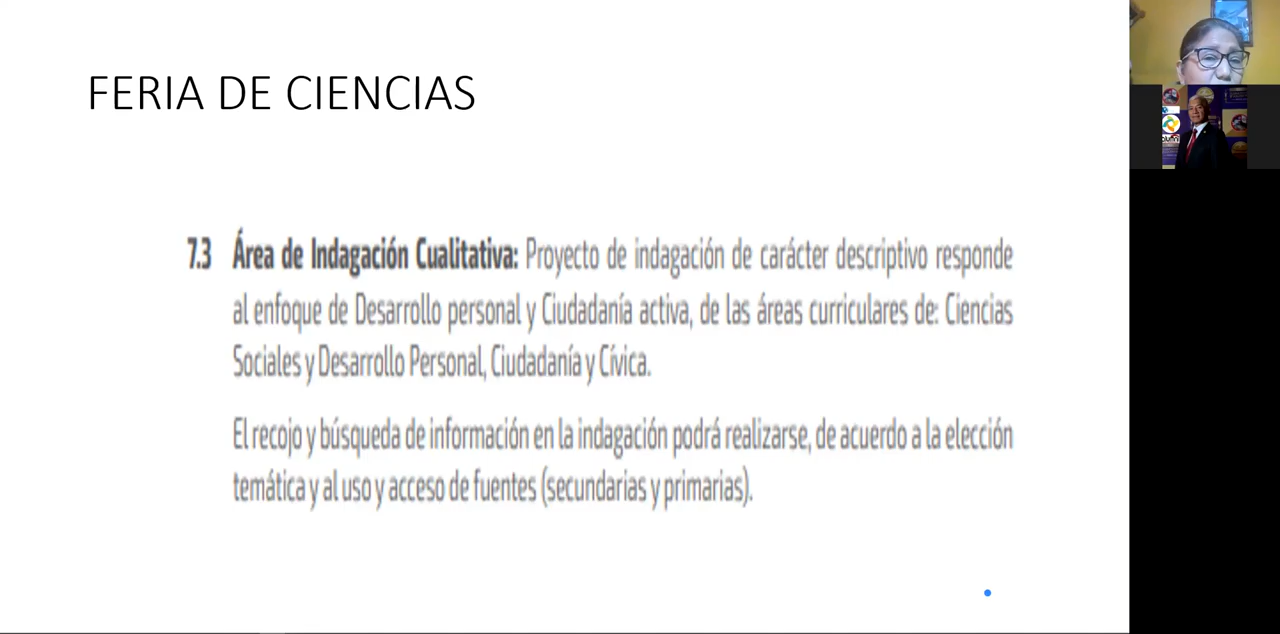 FERIA DE CIENCIAS
7.3 Área de Indagación Cualitativa: Proyecto de indagación de carácter descriptivo responde
al enfoque de Desarrollo personal y Ciudadanía activa, de las áreas curriculares de: Ciencias
Sociales y Desarrollo Personal, Ciudadanía y Cívica.
El recojo y búsqueda de información en la indagación podrá realizarse, de acuerdo a la elección
temática y al uso y acceso de fuentes (secundarias y primarias).